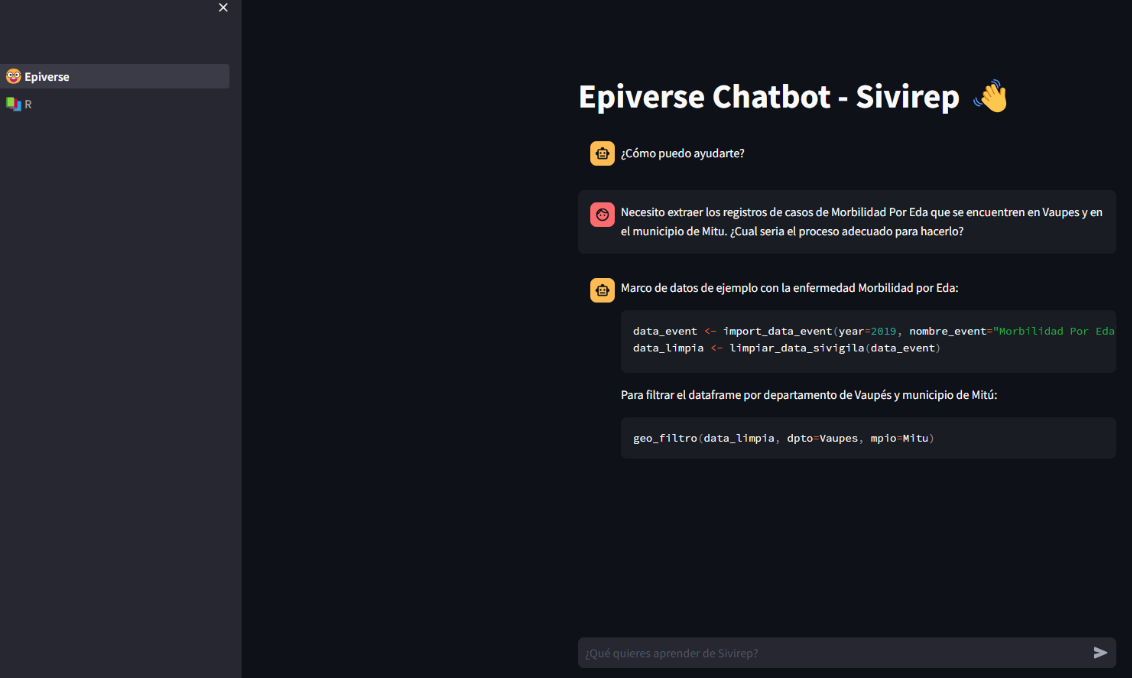 Epiverse
R
Epiverse Chatbot - Sivirep
¿Cómo puedo ayudarte?
Necesito extraer los registros de casos de Morbilidad Por Eda que se encuentren en Vaupes y en
el municipio de Mitu. ¿Cual seria el proceso adecuado para hacerlo?
Marco de datos de ejemplo con la enfermedad Morbilidad por Eda:
data_event <- import_data_event(year=2019, nombre_event="Morbilidad Por Eda
data_limpia <- limpiar_data_sivigila(data_event)
Para filtrar el dataframe por departamento de Vaupés y municipio de Mitú:
geo_filtro(data_limpia, dpto=Vaupes, mpio=Mitu)
¿Qué quieres aprender de Sivirep?